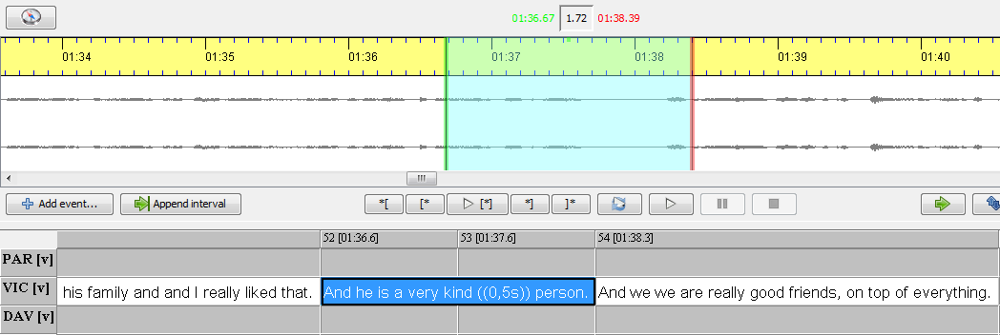 01:36.67 1.72 01:38.39
01:34 01:35 01:36 01:37 01:38 01:39 01:40
Add event... Append interval *[ [* [*] *] ]*
52 [01:36.6] 53 [01:37.6] 54 [01:38.3]
PAR [v]
VIC [v] his family and and I really liked that. And he is a very kind ((0,5s)) person. And we we are really good friends, on top of everything.
DAV [v]